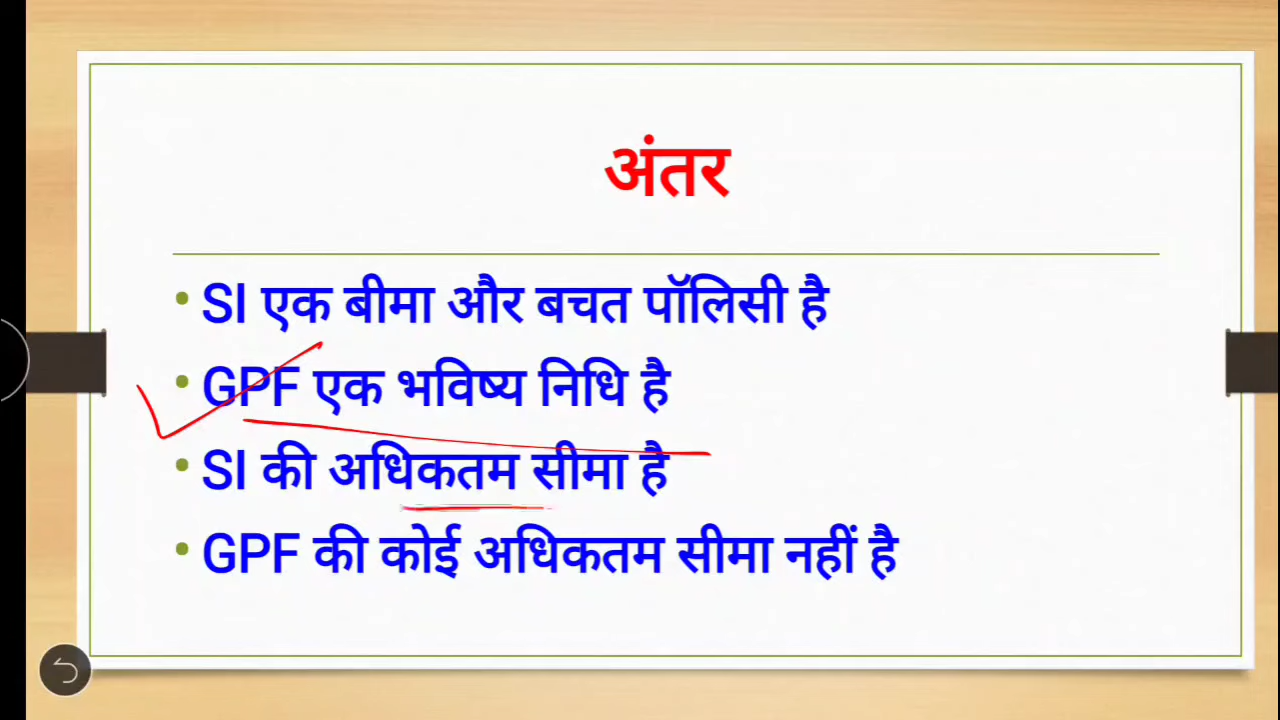 अंतर
SI एक बीमा और बचत पॉलिसी है
GPF एक भविष्य निधि है
SI की अधिकतम सीमा है
GPF की कोई अधिकतम सीमा नहीं है